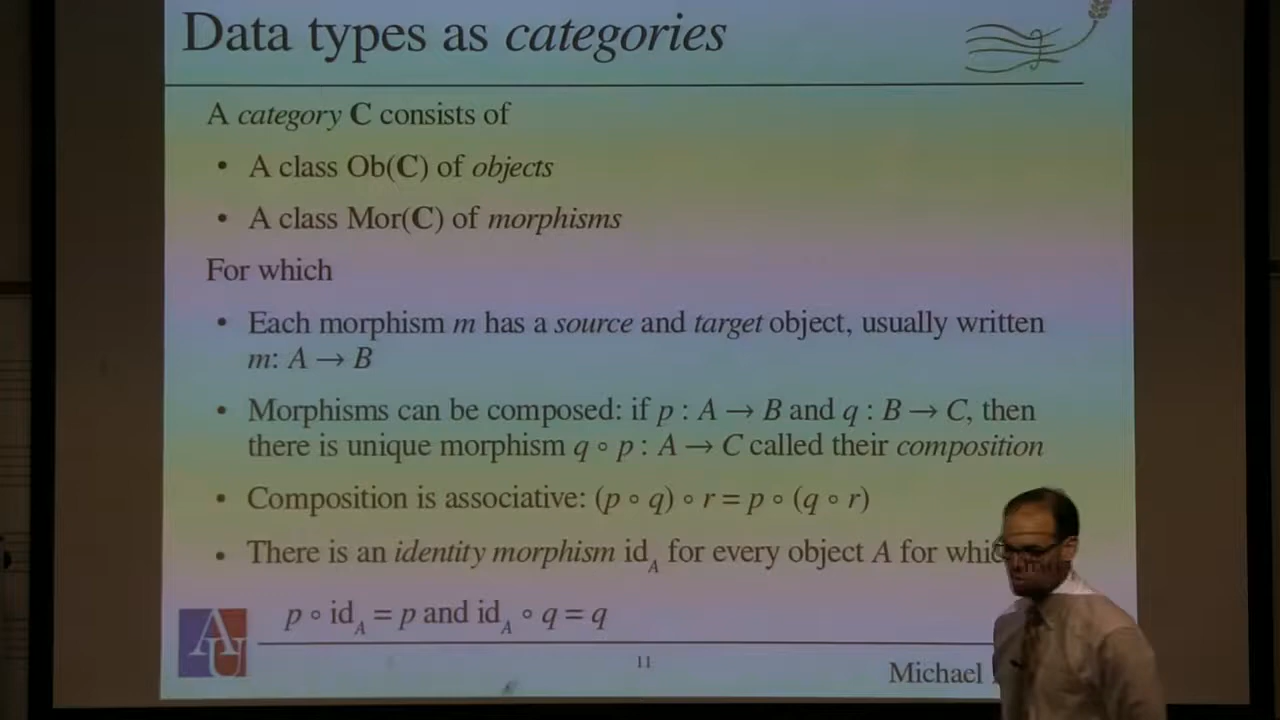 Data types as categories
A category C consists of
• A class Ob(C) of objects
• A class Mor(C) of morphisms
For which
• Each morphism m has a source and target object, usually written
m: A → B
• Morphisms can be composed: if p : A → B and q : B → C, then
there is unique morphism q ∘ p : A → C called their composition
• Composition is associative: (p ∘ q) ∘ r = p ∘ (q ∘ r)
• There is an identity morphism id_A for every object A for
p ∘ id_A = p and id_A ∘ q = q
AU
11
Michael